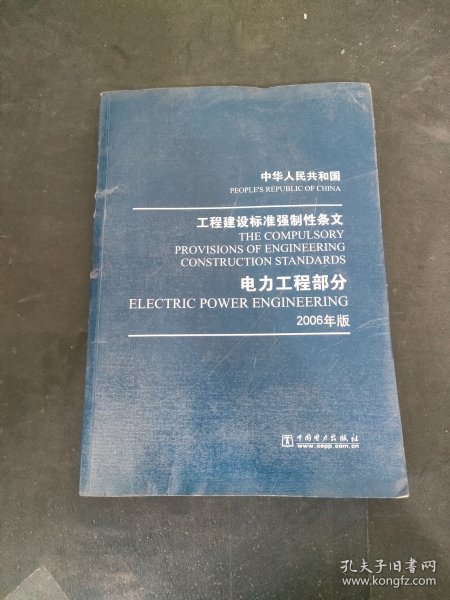 中华人民共和国
PEOPLE'S REPUBLIC OF CHINA
工程建设标准强制性条文
THE COMPULSORY
PROVISIONS OF ENGINEERING
CONSTRUCTION STANDARDS
电力工程部分
ELECTRIC POWER ENGINEERING
2006年版
中国电力出版社
www.cepp.com.cn
孔夫子旧书网
www.kongfz.com